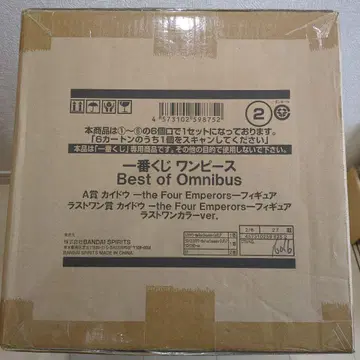 4573102598752
②
本商品は①～⑥の6個口で1セットになっております。
「6カートンのうち1個をスキャンしてください」
本品は「一番くじ」専用商品です。その他の目的で使用しないで下さい。
一番くじ ワンピース
Best of Omnibus
A賞 カイドウ ―the Four Emperors―フィギュア
ラストワン賞 カイドウ ―the Four Emperors―フィギュア
ラストワンカラーver.
株式会社BANDAI SPIRITS
BANDAI SPIRITS MADE IN CHINA